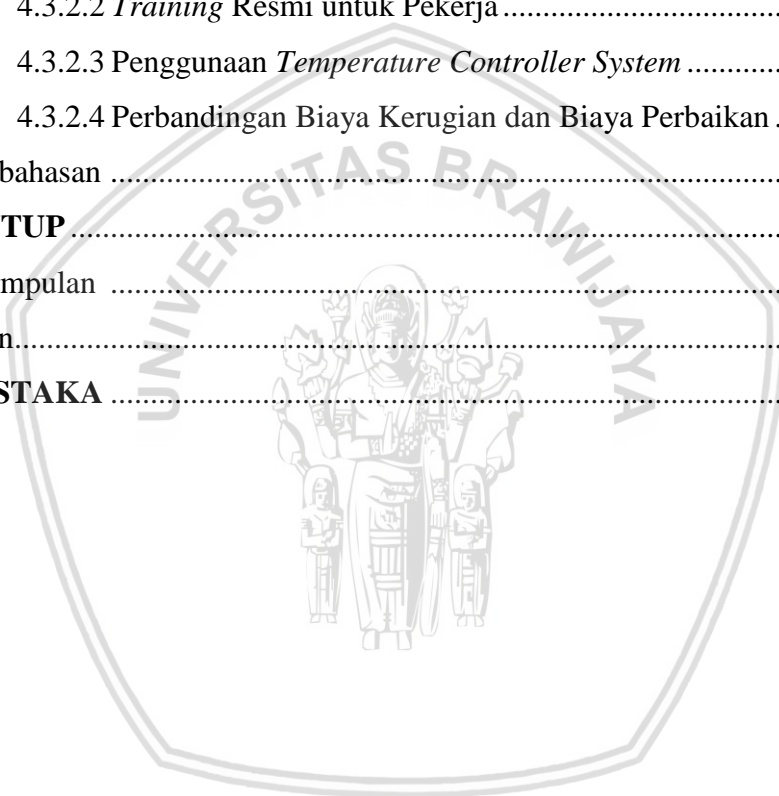 4.3.2.2 Training Resmi untuk Pekerja ........................................
4.3.2.3 Penggunaan Temperature Controller System ............
4.3.2.4 Perbandingan Biaya Kerugian dan Biaya Perbaikan ..
bahasan ........................................................................................
TUP ..............................................................................................
mpulan ........................................................................................
n....................................................................................................
STAKA ........................................................................................
UNIVERSITAS BRAWIJAYA